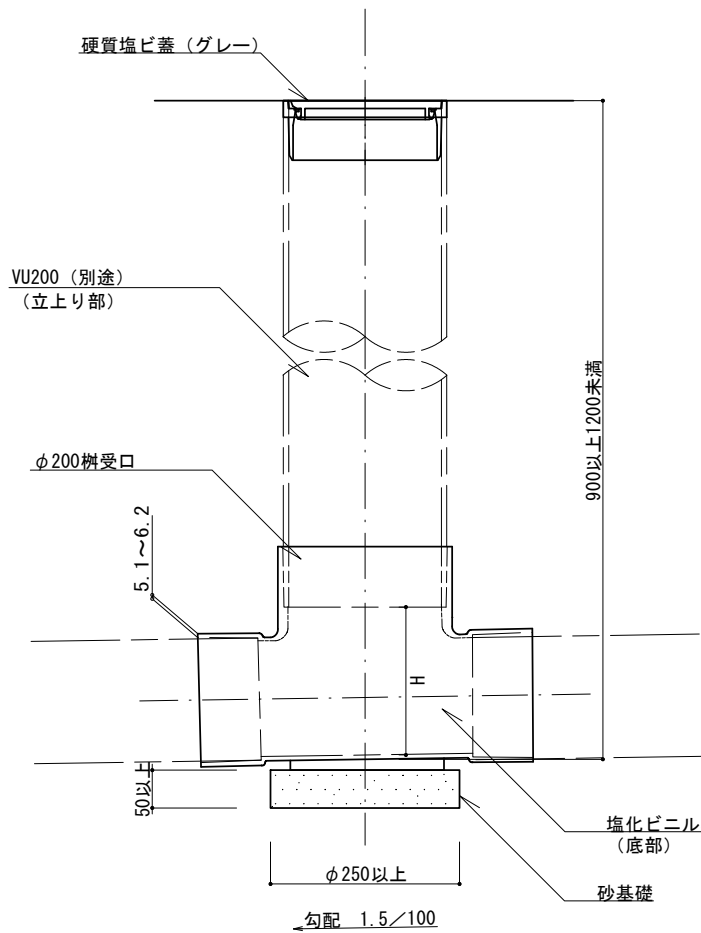 硬質塩ビ蓋（グレー）
VU200（別途）
（立上り部）
900以上1200未満
φ200桝受口
5.1〜6.2
H
50以上
塩化ビニル
（底部）
φ250以上
砂基礎
勾配 1.5／100